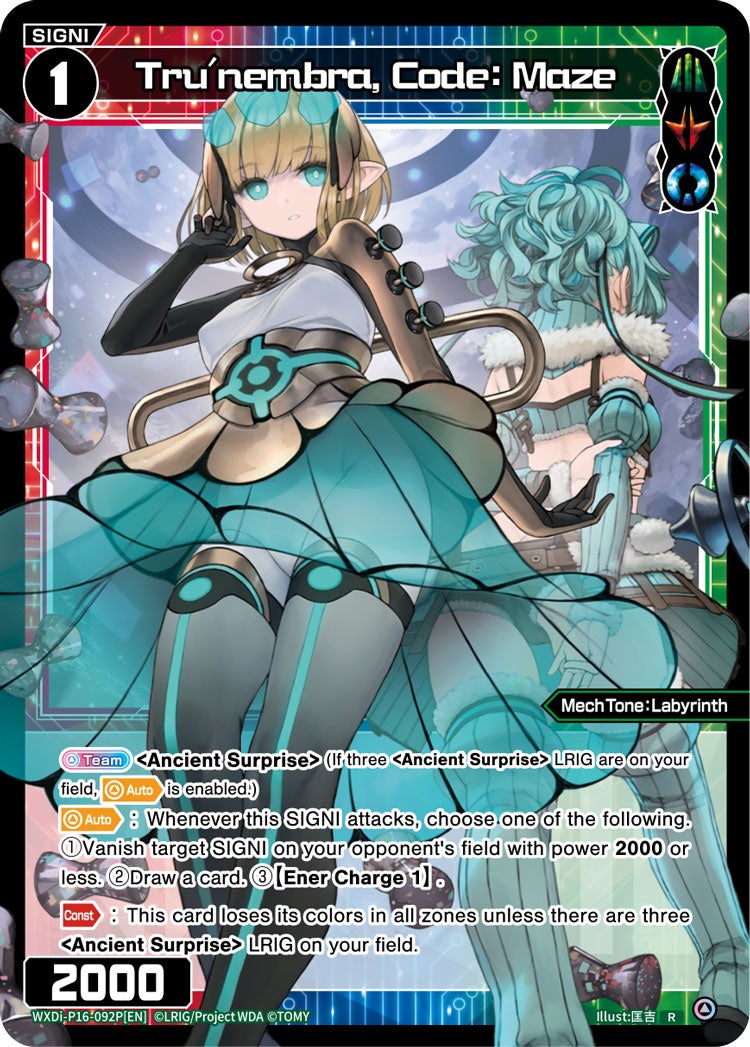 SIGNI
1
Tru'nembra, Code: Maze
MechTone:Labyrinth
Team <Ancient Surprise> (If three <Ancient Surprise> LRIG are on your
field, Auto is enabled.)
Auto : Whenever this SIGNI attacks, choose one of the following.
①Vanish target SIGNI on your opponent's field with power 2000 or
less. ②Draw a card. ③【Ener Charge 1】.
Const : This card loses its colors in all zones unless there are three
<Ancient Surprise> LRIG on your field.
2000
WXDi-P16-092P[EN] ©LRIG/Project WDA ©TOMY
Illust:匡吉 R